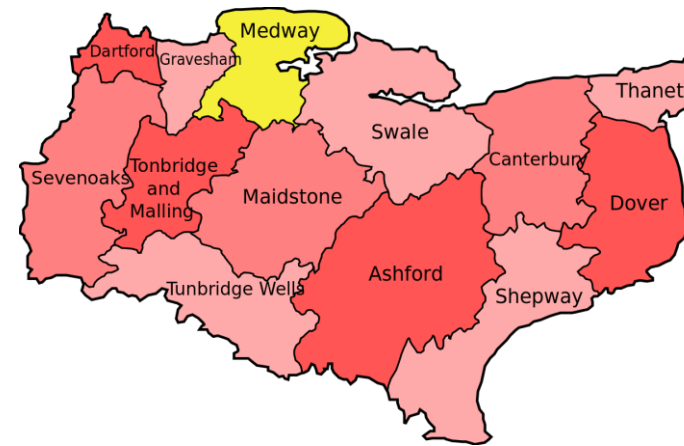 Medway
Dartford
Gravesham
Thanet
Swale
Canterbury
Sevenoaks
Tonbridge
and
Malling
Maidstone
Dover
Ashford
Tunbridge Wells
Shepway